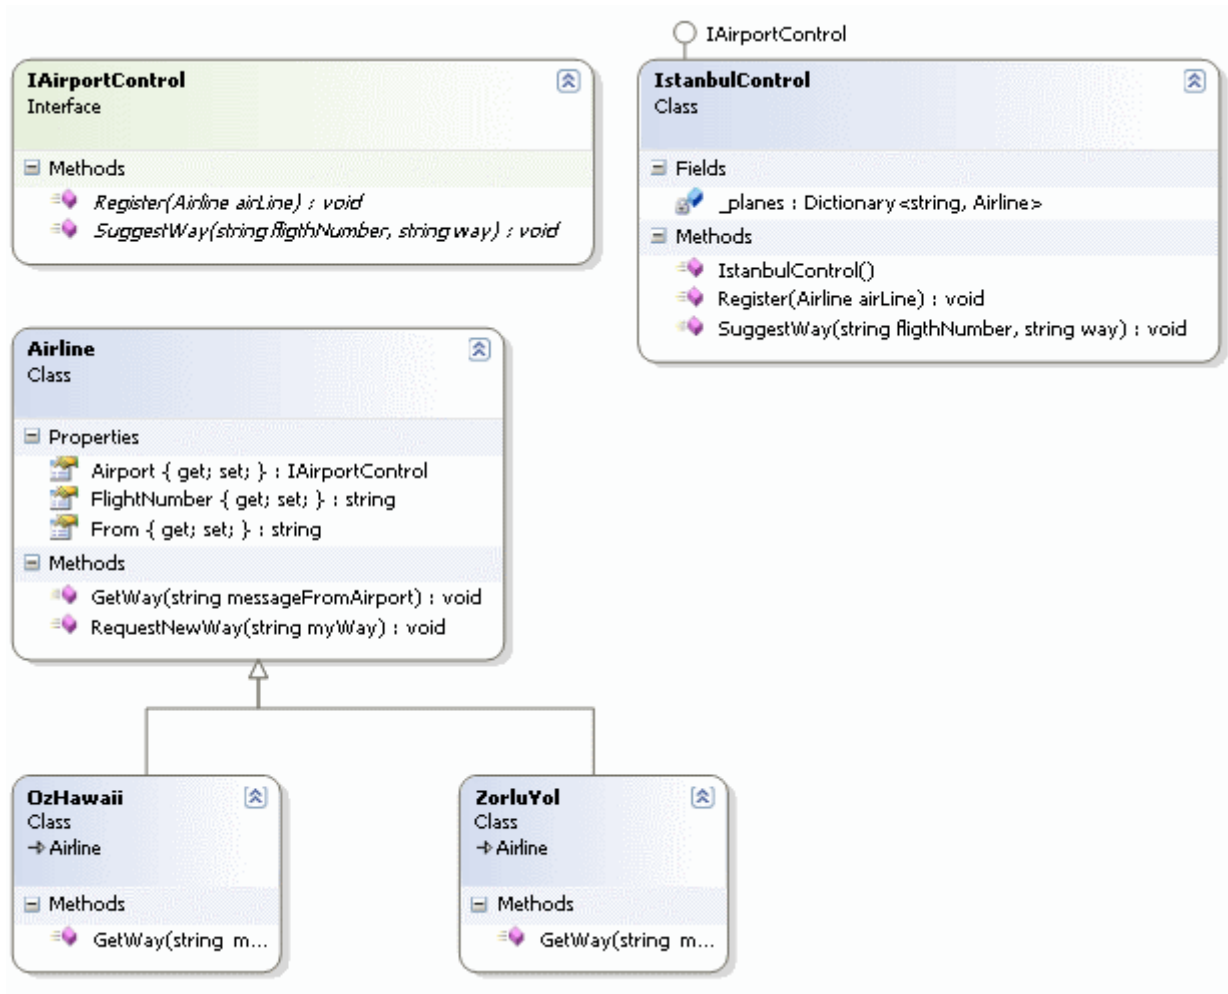 IAirportControl
Interface
Methods
Register(Airline airLine) : void
SuggestWay(string fligthNumber, string way) : void
IAirportControl
IstanbulControl
Class
Fields
_planes : Dictionary<string, Airline>
Methods
IstanbulControl()
Register(Airline airLine) : void
SuggestWay(string fligthNumber, string way) : void
Airline
Class
Properties
Airport { get; set; } : IAirportControl
FlightNumber { get; set; } : string
From { get; set; } : string
Methods
GetWay(string messageFromAirport) : void
RequestNewWay(string myWay) : void
OzHawaii
Class
Airline
Methods
GetWay(string m...
ZorluYol
Class
Airline
Methods
GetWay(string m...